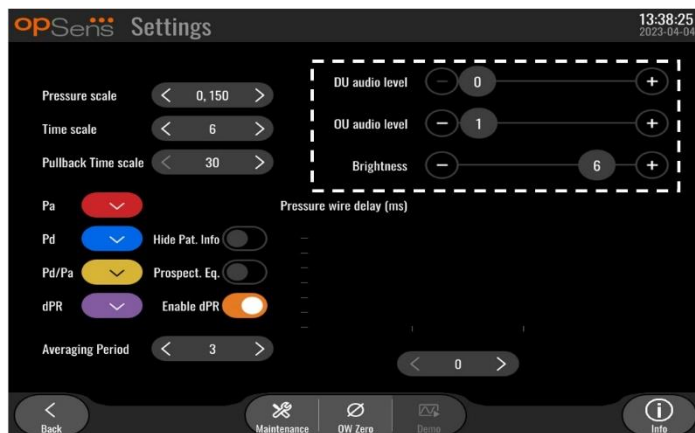 opSens Settings
13:38:25
2023-04-04
Pressure scale < 0, 150 >
Time scale < 6 >
Pullback Time scale < 30 >
DU audio level - 0 +
OU audio level - 1 +
Brightness - 6 +
Pa
Pressure wire delay (ms)
Pd
Hide Pat. Info
Pd/Pa
Prospect. Eq.
dPR
Enable dPR
Averaging Period < 3 >
< 0 >
Back
Maintenance
OW Zero
Demo
Info